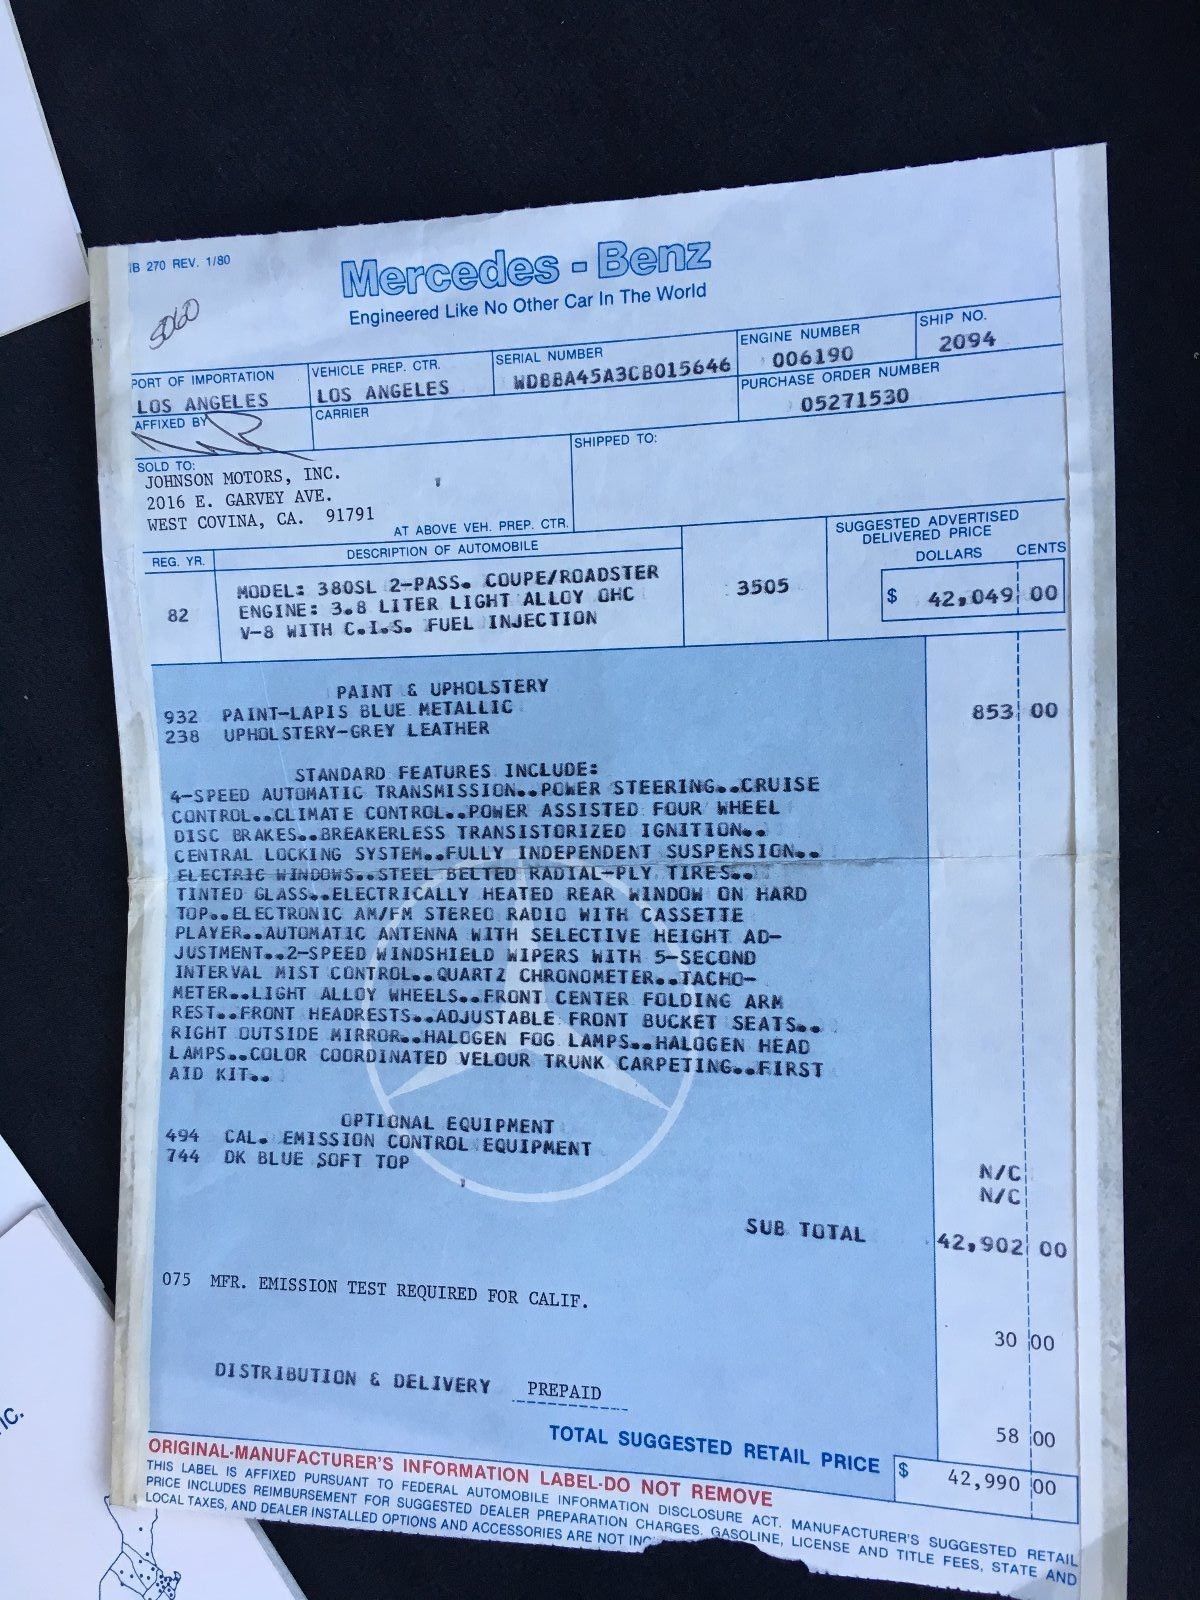 IB 270 REV. 1/80
5060
Mercedes-Benz
Engineered Like No Other Car In The World
PORT OF IMPORTATION
LOS ANGELES
VEHICLE PREP. CTR.
LOS ANGELES
SERIAL NUMBER
WDBBA45A3CB015646
ENGINE NUMBER
006190
SHIP NO.
2094
AFFIXED BY
CARRIER
PURCHASE ORDER NUMBER
05271530
SOLD TO:
JOHNSON MOTORS, INC.
2016 E. GARVEY AVE.
WEST COVINA, CA. 91791
AT ABOVE VEH. PREP. CTR.
SHIPPED TO:
REG. YR.
82
DESCRIPTION OF AUTOMOBILE
MODEL: 380SL 2-PASS. COUPE/ROADSTER
ENGINE: 3.8 LITER LIGHT ALLOY OHC
V-8 WITH C.I.S. FUEL INJECTION
3505
SUGGESTED ADVERTISED
DELIVERED PRICE
DOLLARS CENTS
$ 42,049 00
PAINT & UPHOLSTERY
932 PAINT-LAPIS BLUE METALLIC 853 00
238 UPHOLSTERY-GREY LEATHER
STANDARD FEATURES INCLUDE:
4-SPEED AUTOMATIC TRANSMISSION..POWER STEERING..CRUISE
CONTROL..CLIMATE CONTROL..POWER ASSISTED FOUR WHEEL
DISC BRAKES..BREAKERLESS TRANSISTORIZED IGNITION..
CENTRAL LOCKING SYSTEM..FULLY INDEPENDENT SUSPENSION..
ELECTRIC WINDOWS..STEEL BELTED RADIAL-PLY TIRES..
TINTED GLASS..ELECTRICALLY HEATED REAR WINDOW ON HARD
TOP..ELECTRONIC AM/FM STEREO RADIO WITH CASSETTE
PLAYER..AUTOMATIC ANTENNA WITH SELECTIVE HEIGHT AD-
JUSTMENT..2-SPEED WINDSHIELD WIPERS WITH 5-SECOND
INTERVAL MIST CONTROL..QUARTZ CHRONOMETER..TACHO-
METER..LIGHT ALLOY WHEELS..FRONT CENTER FOLDING ARM
REST..FRONT HEADRESTS..ADJUSTABLE FRONT BUCKET SEATS..
RIGHT OUTSIDE MIRROR..HALOGEN FOG LAMPS..HALOGEN HEAD
LAMPS..COLOR COORDINATED VELOUR TRUNK CARPETING..FIRST
AID KIT..
OPTIONAL EQUIPMENT
494 CAL. EMISSION CONTROL EQUIPMENT N/C
744 DK BLUE SOFT TOP N/C
SUB TOTAL 42,902 00
075 MFR. EMISSION TEST REQUIRED FOR CALIF. 30 00
DISTRIBUTION & DELIVERY PREPAID 58 00
TOTAL SUGGESTED RETAIL PRICE $ 42,990 00
ORIGINAL-MANUFACTURER'S INFORMATION LABEL-DO NOT REMOVE
THIS LABEL IS AFFIXED PURSUANT TO FEDERAL AUTOMOBILE INFORMATION DISCLOSURE ACT. MANUFACTURER'S SUGGESTED RETAIL
PRICE INCLUDES REIMBURSEMENT FOR SUGGESTED DEALER PREPARATION CHARGES. GASOLINE, LICENSE AND TITLE FEES, STATE AND
LOCAL TAXES, AND DEALER INSTALLED OPTIONS AND ACCESSORIES ARE NOT INC